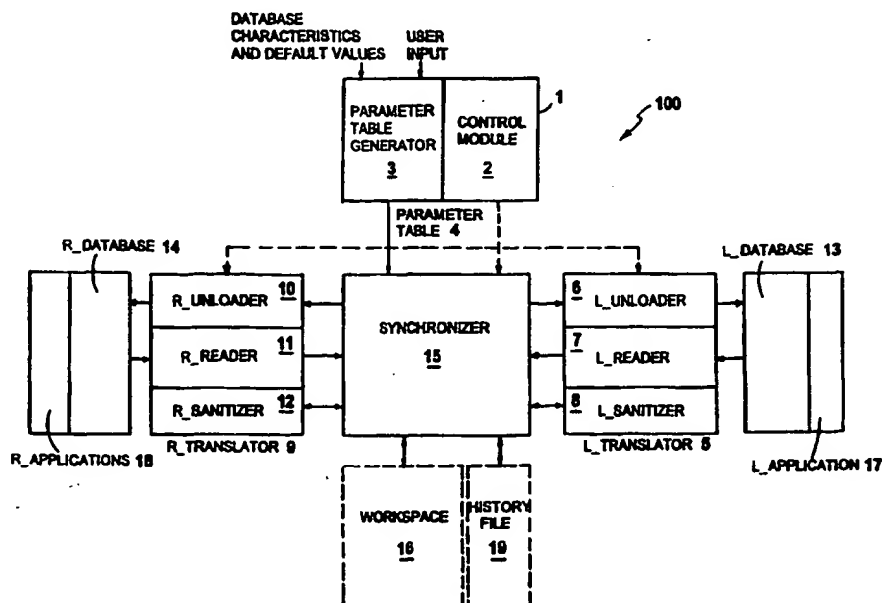 DATABASE
CHARACTERISTICS
AND DEFAULT VALUES
USER
INPUT
1
100
PARAMETER
TABLE
GENERATOR
3
CONTROL
MODULE
2
PARAMETER
TABLE 4
R_DATABASE 14
L_DATABASE 13
R_UNLOADER 10
R_READER 11
R_SANITIZER 12
SYNCHRONIZER
15
6 L_UNLOADER
7 L_READER
8 L_SANITIZER
R_TRANSLATOR 9
L_TRANSLATOR 5
R_APPLICATIONS 18
L_APPLICATION 17
WORKSPACE
16
HISTORY
FILE
19